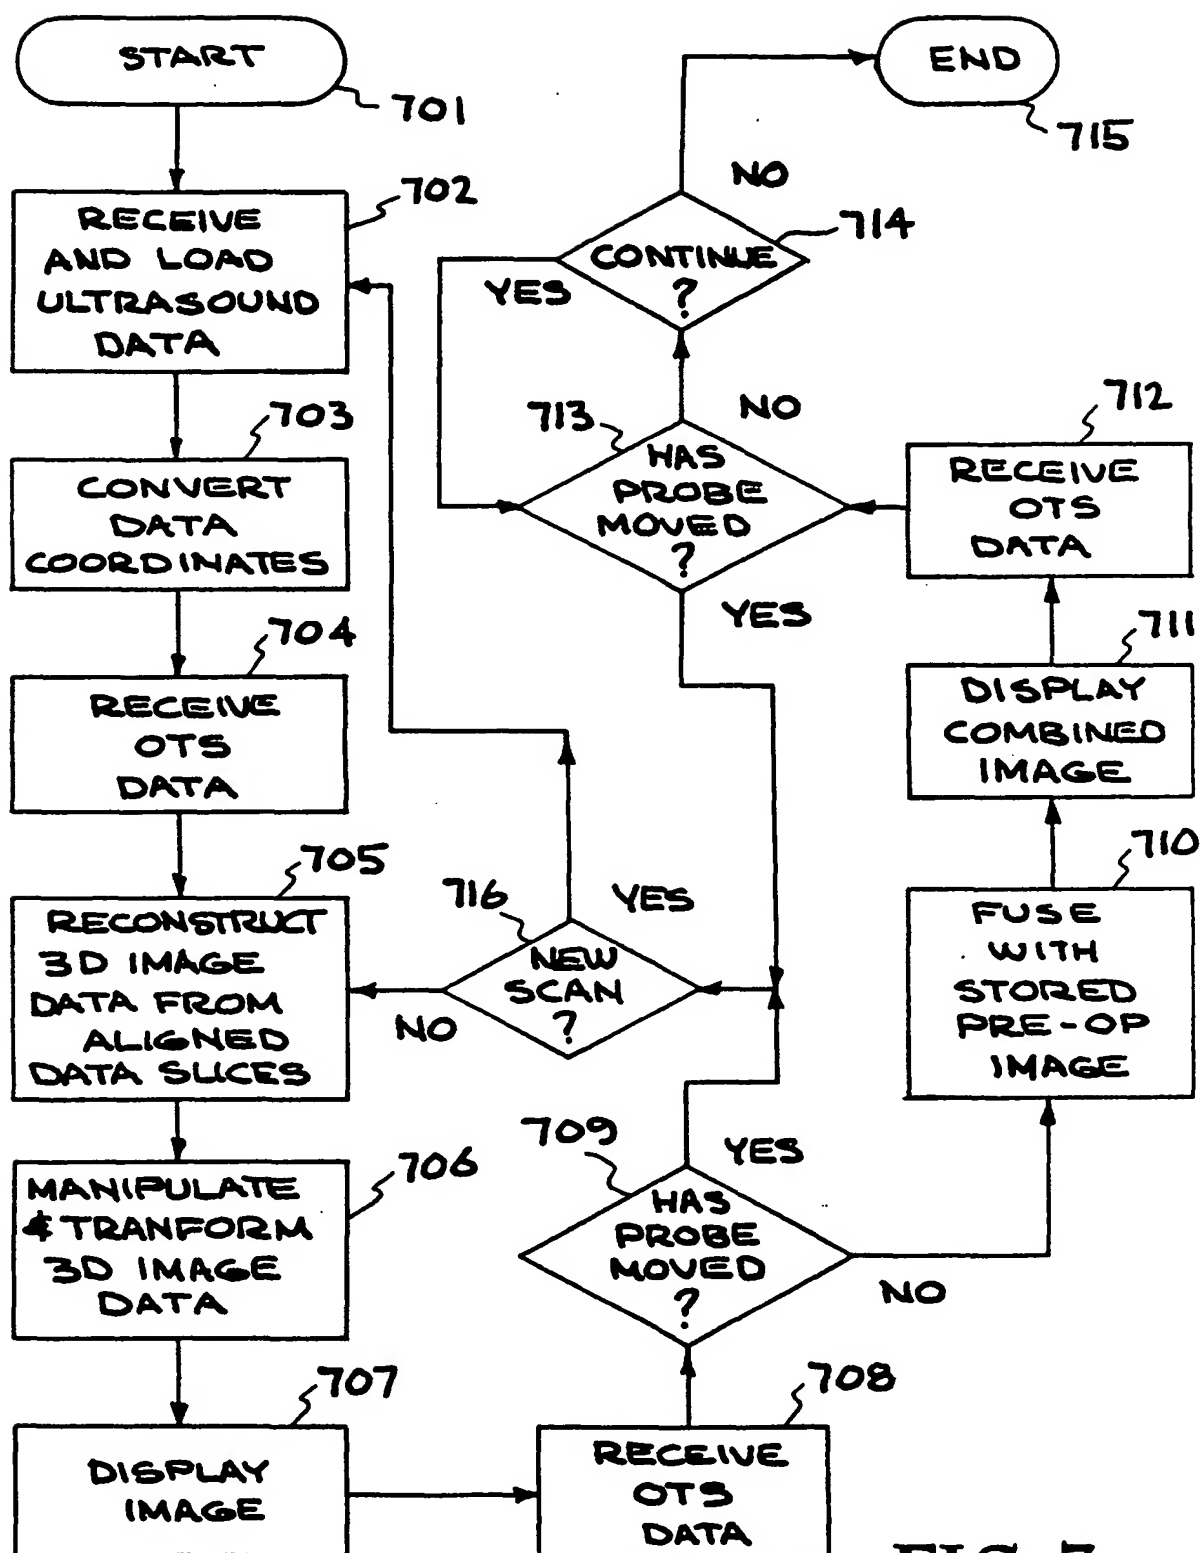 START
701
RECEIVE
AND LOAD
ULTRASOUND
DATA
702
CONVERT
DATA
COORDINATES
703
RECEIVE
OTS
DATA
704
RECONSTRUCT
3D IMAGE
DATA FROM
ALIGNED
DATA SLICES
705
MANIPULATE
& TRANFORM
3D IMAGE
DATA
706
DISPLAY
IMAGE
707
RECEIVE
OTS
DATA
708
HAS
PROBE
MOVED
?
709
YES
NO
FUSE
WITH
STORED
PRE-OP
IMAGE
710
DISPLAY
COMBINED
IMAGE
711
RECEIVE
OTS
DATA
712
HAS
PROBE
MOVED
?
713
NO
YES
CONTINUE
?
714
YES
NO
END
715
NEW
SCAN
?
716
YES
NO